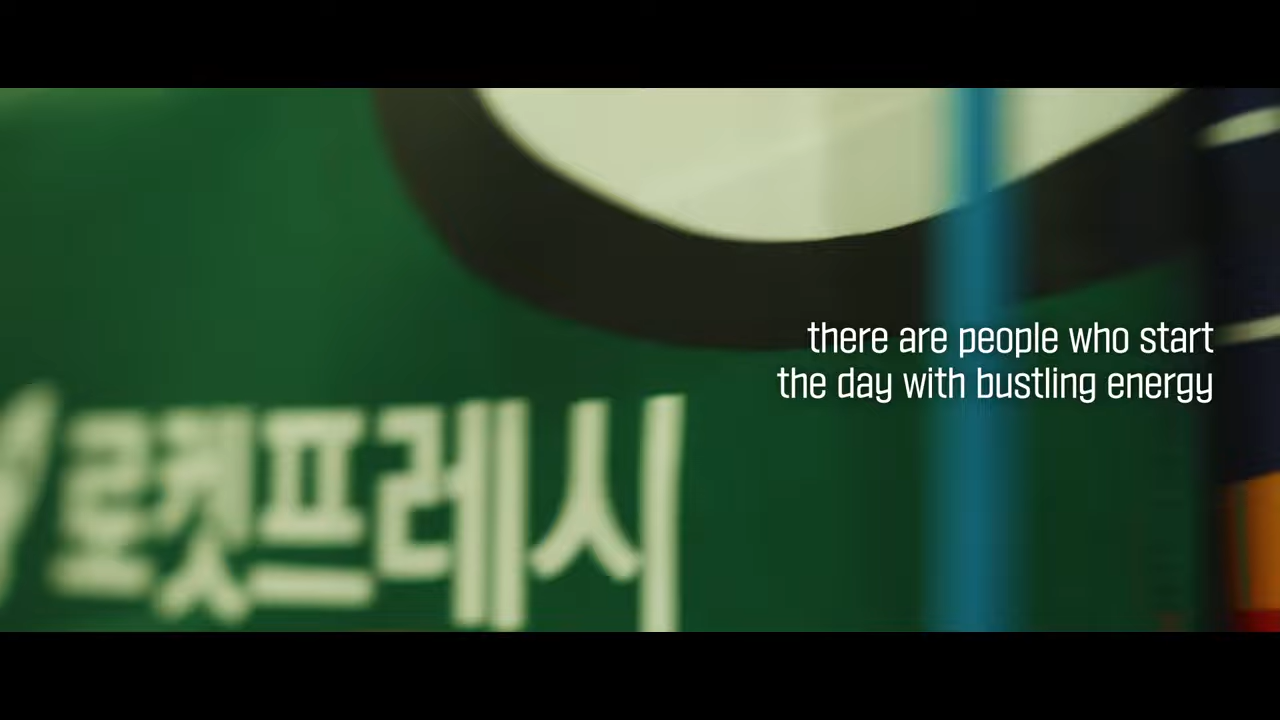 there are people who start
the day with bustling energy
로켓프레시